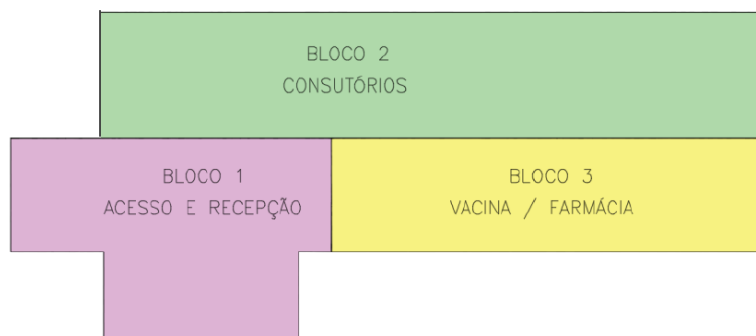 BLOCO 2
CONSUTÓRIOS
BLOCO 1
ACESSO E RECEPÇÃO
BLOCO 3
VACINA / FARMÁCIA